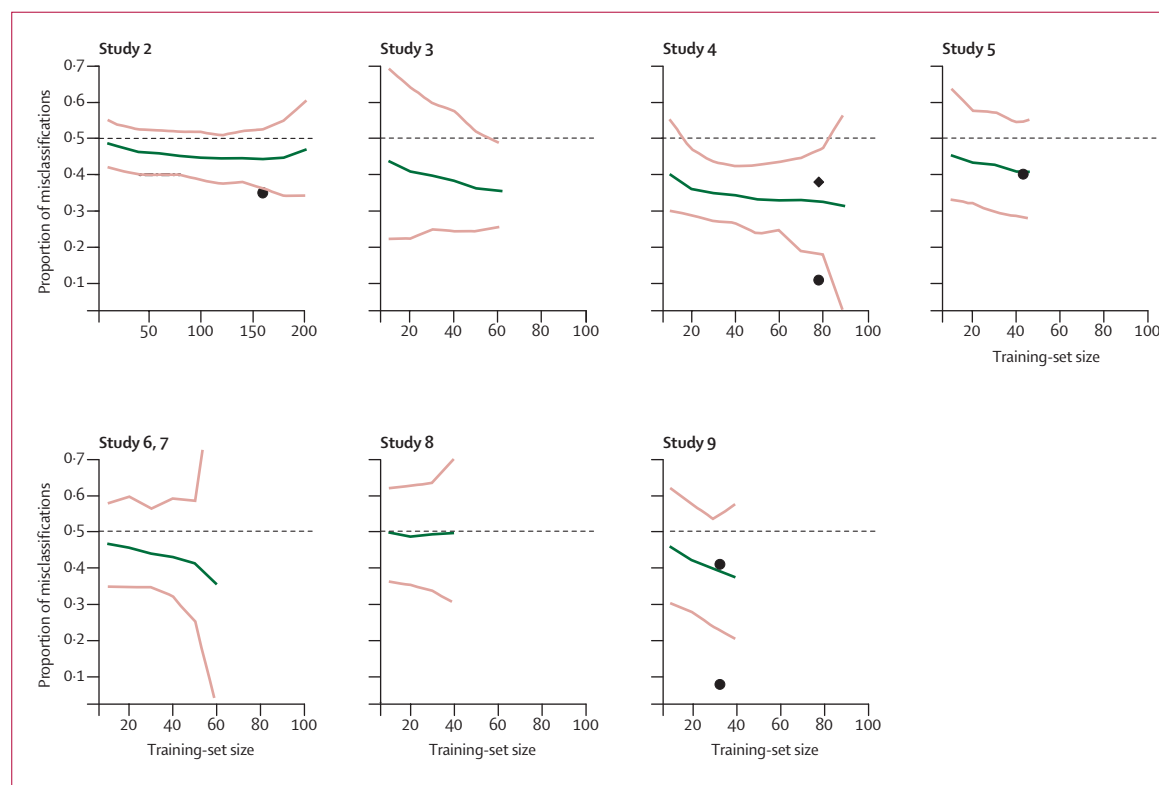 Study 2
Study 3
Study 4
Study 5
0·7
0·6
0·5
0·4
0·3
0·2
0·1
Proportion of misclassifications
50 100 150 200
20 40 60 80 100
20 40 60 80 100
20 40 60 80 100
Training-set size
Study 6, 7
Study 8
Study 9
0·7
0·6
0·5
0·4
0·3
0·2
0·1
Proportion of misclassifications
20 40 60 80 100
20 40 60 80 100
20 40 60 80 100
Training-set size
Training-set size
Training-set size